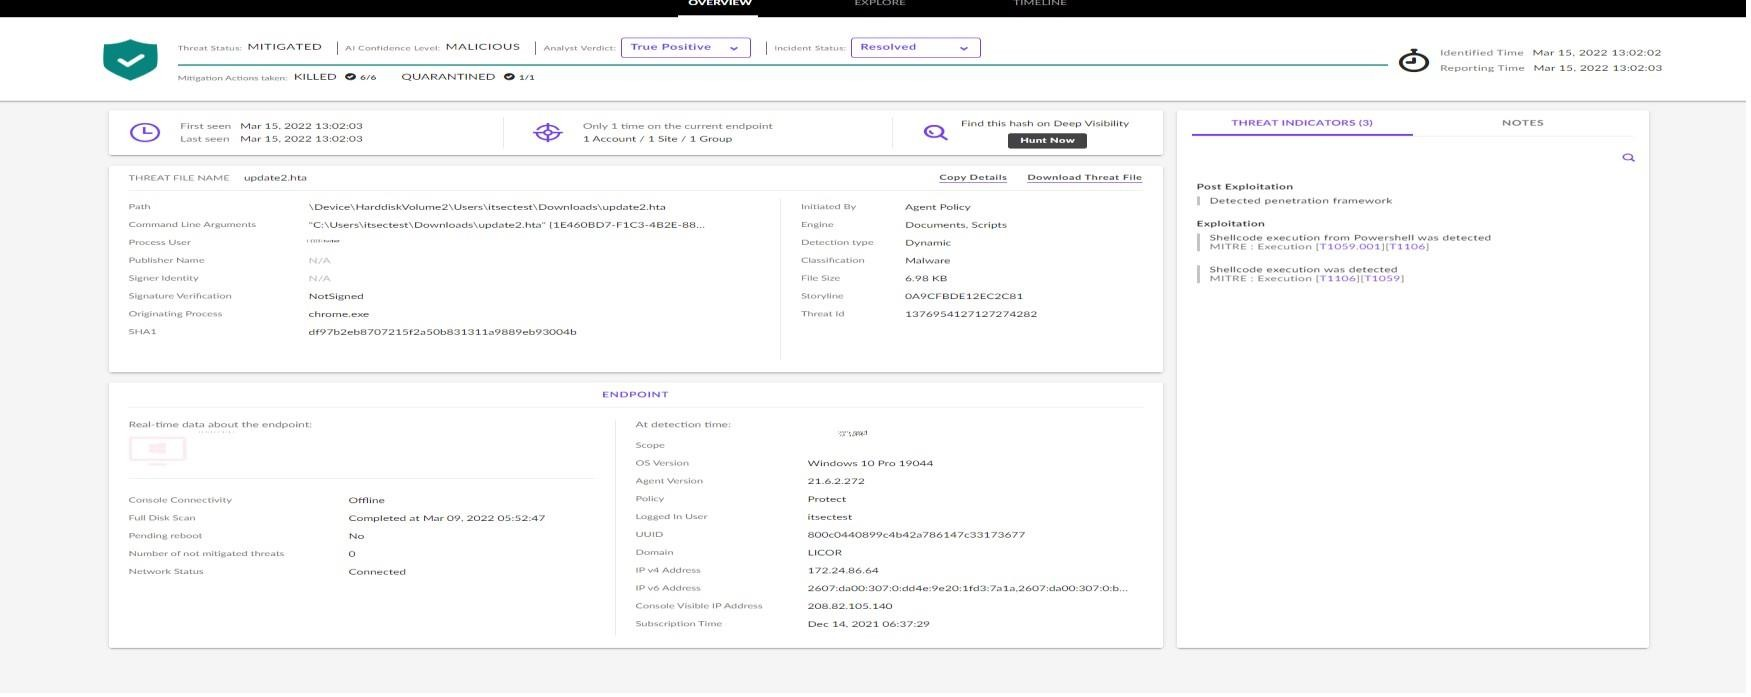 OVERVIEW EXPLORE TIMELINE
Threat Status: MITIGATED AI Confidence Level: MALICIOUS Analyst Verdict: True Positive Incident Status: Resolved
Mitigation Actions taken: KILLED 6/6 QUARANTINED 1/1
Identified Time Mar 15, 2022 13:02:02
Reporting Time Mar 15, 2022 13:02:03
First seen Mar 15, 2022 13:02:03
Last seen Mar 15, 2022 13:02:03
Only 1 time on the current endpoint
1 Account / 1 Site / 1 Group
Find this hash on Deep Visibility
Hunt Now
THREAT FILE NAME update2.hta Copy Details Download Threat File
Path \Device\HarddiskVolume2\Users\itsectest\Downloads\update2.hta
Command Line Arguments "C:\Users\itsectest\Downloads\update2.hta" {1E460BD7-F1C3-4B2E-88...
Process User
Publisher Name N/A
Signer Identity N/A
Signature Verification NotSigned
Originating Process chrome.exe
SHA1 df97b2eb8707215f2a50b831311a9889eb93004b
Initiated By Agent Policy
Engine Documents, Scripts
Detection type Dynamic
Classification Malware
File Size 6.98 KB
Storyline 0A9CFBDE12EC2C81
Threat Id 1376954127127274282
ENDPOINT
Real-time data about the endpoint:
Console Connectivity Offline
Full Disk Scan Completed at Mar 09, 2022 05:52:47
Pending reboot No
Number of not mitigated threats 0
Network Status Connected
At detection time:
Scope
OS Version Windows 10 Pro 19044
Agent Version 21.6.2.272
Policy Protect
Logged In User itsectest
UUID 800c0440899c4b42a786147c33173677
Domain LICOR
IP v4 Address 172.24.86.64
IP v6 Address 2607:da00:307:0:dd4e:9e20:1fd3:7a1a,2607:da00:307:0:b...
Console Visible IP Address 208.82.105.140
Subscription Time Dec 14, 2021 06:37:29
THREAT INDICATORS (3) NOTES
Post Exploitation
Detected penetration framework
Exploitation
Shellcode execution from Powershell was detected
MITRE : Execution [T1059.001][T1106]
Shellcode execution was detected
MITRE : Execution [T1106][T1059]